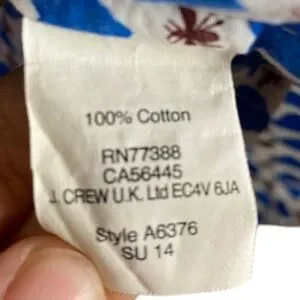 100% Cotton
RN77388
CA56445
J. CREW U.K. Ltd EC4V 6JA
Style A6376
SU 14